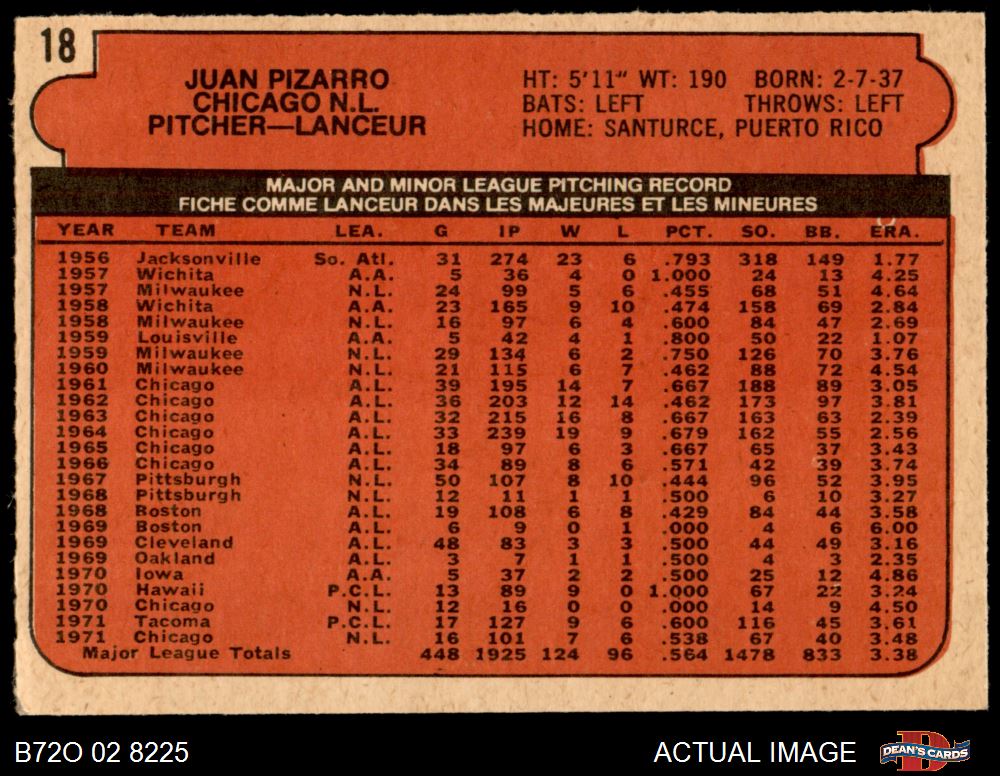 18
JUAN PIZARRO
CHICAGO N.L.
PITCHER—LANCEUR
HT: 5'11" WT: 190 BORN: 2-7-37
BATS: LEFT THROWS: LEFT
HOME: SANTURCE, PUERTO RICO
MAJOR AND MINOR LEAGUE PITCHING RECORD
FICHE COMME LANCEUR DANS LES MAJEURES ET LES MINEURES
YEAR TEAM LEA. G IP W L PCT. SO. BB. ERA.
1956 Jacksonville So. Atl. 31 274 23 6 .793 318 149 1.77
1957 Wichita A.A. 5 36 4 0 1.000 24 13 4.25
1957 Milwaukee N.L. 24 99 5 6 .455 68 51 4.64
1958 Wichita A.A. 23 165 9 10 .474 158 69 2.84
1958 Milwaukee N.L. 16 97 6 4 .600 84 47 2.69
1959 Louisville A.A. 5 42 4 1 .800 50 22 1.07
1959 Milwaukee N.L. 29 134 6 2 .750 126 70 3.76
1960 Milwaukee N.L. 21 115 6 7 .462 88 72 4.54
1961 Chicago A.L. 39 195 14 7 .667 188 89 3.05
1962 Chicago A.L. 36 203 12 14 .462 173 97 3.81
1963 Chicago A.L. 32 215 16 8 .667 163 63 2.39
1964 Chicago A.L. 33 239 19 9 .679 162 55 2.56
1965 Chicago A.L. 18 97 6 3 .667 65 37 3.43
1966 Chicago A.L. 34 89 8 6 .571 42 39 3.74
1967 Pittsburgh N.L. 50 107 8 10 .444 96 52 3.95
1968 Pittsburgh N.L. 12 11 1 1 .500 6 10 3.27
1968 Boston A.L. 19 108 6 8 .429 84 44 3.58
1969 Boston A.L. 6 9 0 1 .000 4 6 6.00
1969 Cleveland A.L. 48 83 3 3 .500 44 49 3.16
1969 Oakland A.L. 3 7 1 1 .500 4 3 2.35
1970 Iowa A.A. 5 37 2 2 .500 25 12 4.86
1970 Hawaii P.C.L. 13 89 9 0 1.000 67 22 3.24
1970 Chicago N.L. 12 16 0 0 .000 14 9 4.50
1971 Tacoma P.C.L. 17 127 9 6 .600 116 45 3.61
1971 Chicago N.L. 16 101 7 6 .538 67 40 3.48
Major League Totals 448 1925 124 96 .564 1478 833 3.38
B72O 02 8225
ACTUAL IMAGE
DEAN'S CARDS